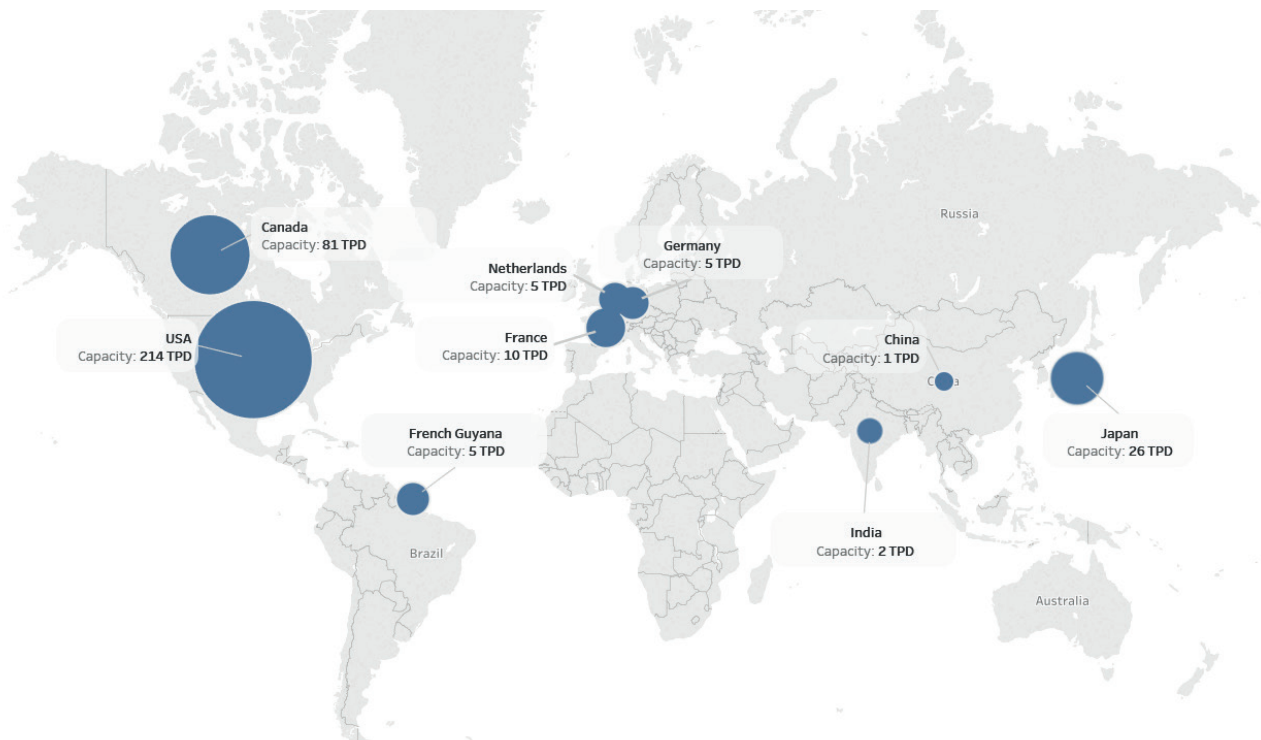 Russia
Canada
Capacity: 81 TPD
Germany
Capacity: 5 TPD
Netherlands
Capacity: 5 TPD
USA
Capacity: 214 TPD
France
Capacity: 10 TPD
China
Capacity: 1 TPD
Japan
Capacity: 26 TPD
French Guyana
Capacity: 5 TPD
India
Capacity: 2 TPD
Brazil
Australia